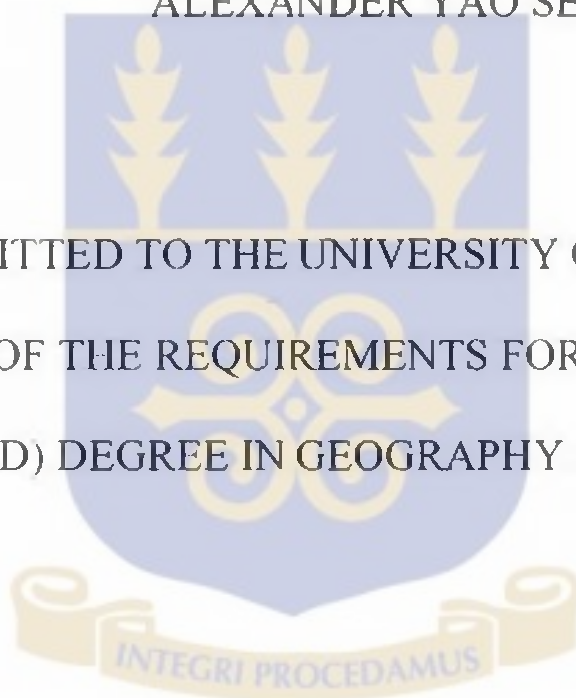 ALEXANDER YAO SE
ITTED TO THE UNIVERSITY
OF THE REQUIREMENTS FOR
D) DEGREE IN GEOGRAPHY
INTEGRI PROCEDAMUS